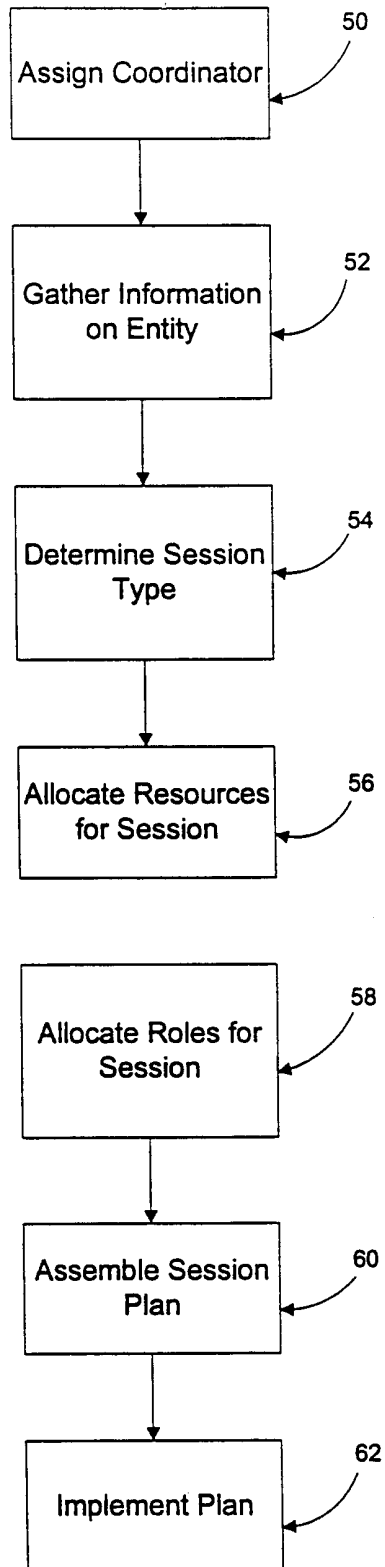 Assign Coordinator
50
Gather Information
on Entity
52
Determine Session
Type
54
Allocate Resources
for Session
56
Allocate Roles for
Session
58
Assemble Session
Plan
60
Implement Plan
62